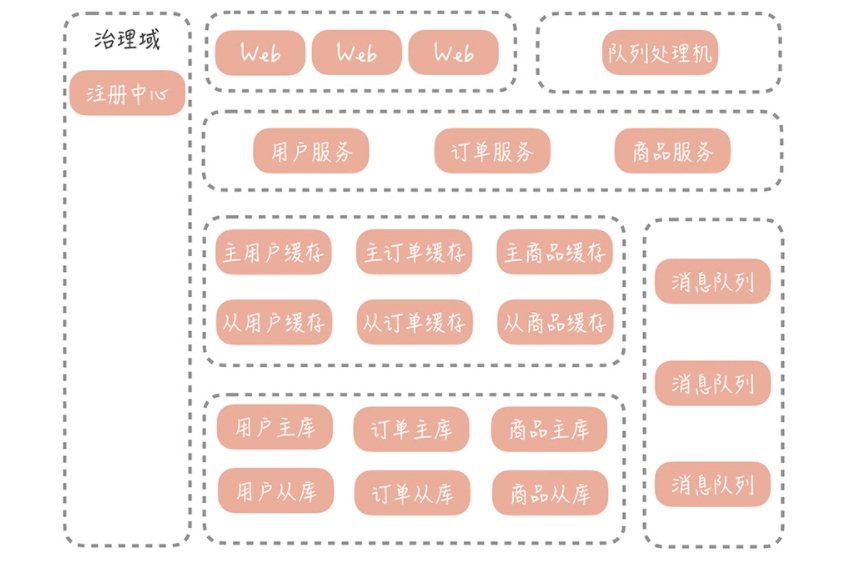 治理域
注册中心
Web Web Web
队列处理机
用户服务 订单服务 商品服务
主用户缓存 主订单缓存 主商品缓存
从用户缓存 从订单缓存 从商品缓存
用户主库 订单主库 商品主库
用户从库 订单从库 商品从库
消息队列
消息队列
消息队列